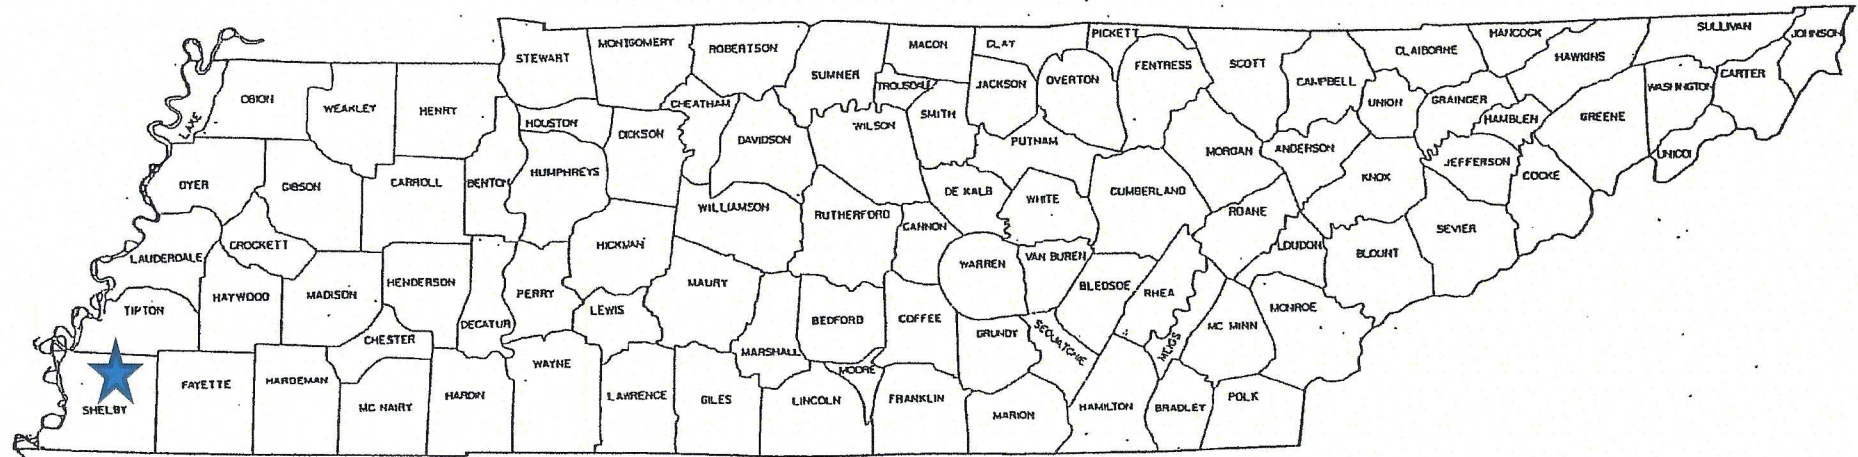 STEWART
MONTGOMERY
ROBERTSON
SUMNER
MACON
CLAY
PICKETT
CLAIBORNE
HANCOCK
SULLIVAN
JOHNSON
HAWKINS
LAKE
OBION
WEAKLEY
HENRY
HOUSTON
DICKSON
CHEATHAM
DAVIDSON
WILSON
TROUSDALE
SMITH
JACKSON
OVERTON
FENTRESS
SCOTT
CAMPBELL
UNION
GRAINGER
HAMBLEN
GREENE
WASHINGTON
CARTER
UNICOI
PUTNAM
MORGAN
ANDERSON
JEFFERSON
COCKE
KNOX
DYER
GIBSON
CARROLL
BENTON
HUMPHREYS
WILLIAMSON
RUTHERFORD
CANNON
DE KALB
WHITE
CUMBERLAND
ROANE
LOUDON
BLOUNT
SEVIER
LAUDERDALE
CROCKETT
HICKMAN
MAURY
WARREN
VAN BUREN
BLEDSOE
RHEA
TIPTON
HAYWOOD
MADISON
HENDERSON
DECATUR
PERRY
LEWIS
BEDFORD
COFFEE
GRUNDY
SEQUATCHIE
MEIGS
MC MINN
MONROE
CHESTER
MARSHALL
MOORE
SHELBY
FAYETTE
HARDEMAN
MC NAIRY
HARDIN
WAYNE
LAWRENCE
GILES
LINCOLN
FRANKLIN
MARION
HAMILTON
BRADLEY
POLK